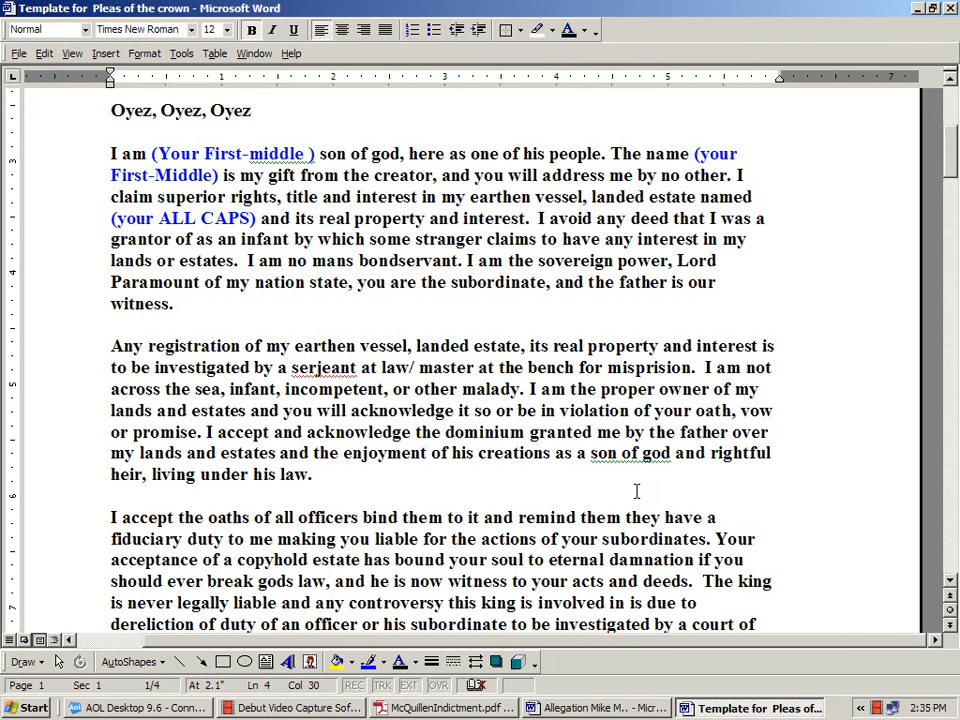 Template for  Pleas of the crown - Microsoft Word
Normal Times New Roman 12 B I U
File Edit View Insert Format Tools Table Window Help
1 2 3 4 5 7
Oyez, Oyez, Oyez
I am (Your First-middle ) son of god, here as one of his people. The name (your
First-Middle) is my gift from the creator, and you will address me by no other. I
claim superior rights, title and interest in my earthen vessel, landed estate named
(your ALL CAPS) and its real property and interest.  I avoid any deed that I was a
grantor of as an infant by which some stranger claims to have any interest in my
lands or estates.  I am no mans bondservant. I am the sovereign power, Lord
Paramount of my nation state, you are the subordinate, and the father is our
witness.
Any registration of my earthen vessel, landed estate, its real property and interest is
to be investigated by a serjeant at law/ master at the bench for misprision.  I am not
across the sea, infant, incompetent, or other malady. I am the proper owner of my
lands and estates and you will acknowledge it so or be in violation of your oath, vow
or promise. I accept and acknowledge the dominium granted me by the father over
my lands and estates and the enjoyment of his creations as a son of god and rightful
heir, living under his law.
I accept the oaths of all officers bind them to it and remind them they have a
fiduciary duty to me making you liable for the actions of your subordinates. Your
acceptance of a copyhold estate has bound your soul to eternal damnation if you
should ever break gods law, and he is now witness to your acts and deeds.  The king
is never legally liable and any controversy this king is involved in is due to
dereliction of duty of an officer or his subordinate to be investigated by a court of
3
4
5
6
7
Draw AutoShapes
Page 1 Sec 1 1/4 At 2.1" Ln 4 Col 30 REC TRK EXT OVR
Start AOL Desktop 9.6 - Conn... Debut Video Capture Sof... McQuillenIndictment.pdf ... Allegation Mike M.. - Micr... Template for Pleas of... « 2:35 PM